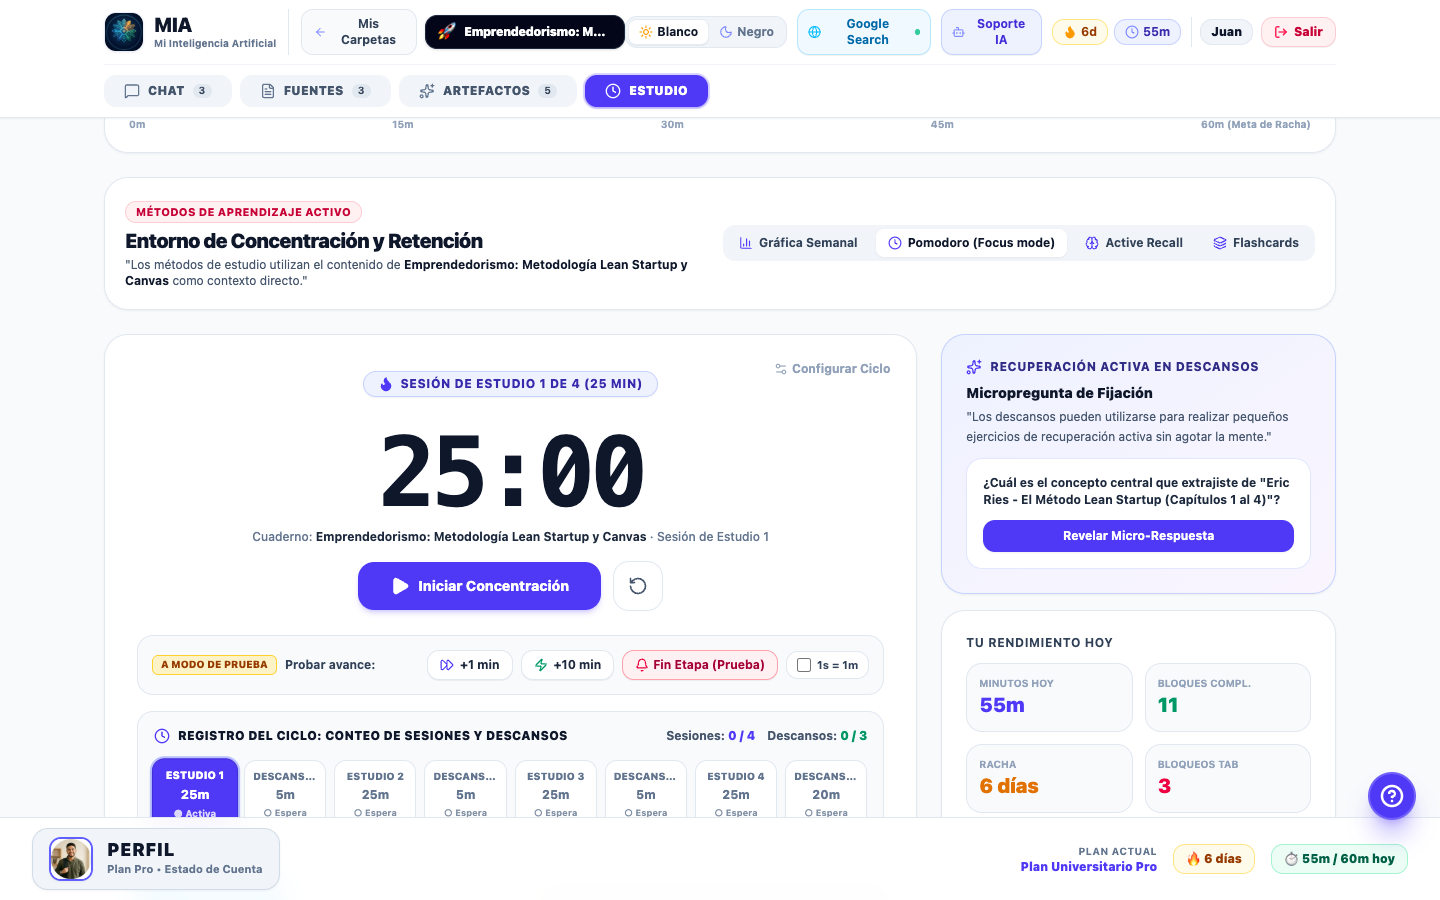 MIA
Mi Inteligencia Artificial
Mis Carpetas
Emprendedorismo: M...
Blanco
Negro
Google Search
Soporte IA
6d
55m
Juan
Salir
CHAT 3
FUENTES 3
ARTEFACTOS 5
ESTUDIO
0m 15m 30m 45m 60m (Meta de Racha)
MÉTODOS DE APRENDIZAJE ACTIVO
Entorno de Concentración y Retención
"Los métodos de estudio utilizan el contenido de Emprendedorismo: Metodología Lean Startup y
Canvas como contexto directo."
Gráfica Semanal
Pomodoro (Focus mode)
Active Recall
Flashcards
Configurar Ciclo
SESIÓN DE ESTUDIO 1 DE 4 (25 MIN)
25:00
Cuaderno: Emprendedorismo: Metodología Lean Startup y Canvas · Sesión de Estudio 1
Iniciar Concentración
A MODO DE PRUEBA
Probar avance:
+1 min
+10 min
Fin Etapa (Prueba)
1s = 1m
REGISTRO DEL CICLO: CONTEO DE SESIONES Y DESCANSOS
Sesiones: 0 / 4 Descansos: 0 / 3
ESTUDIO 1 DESCANS... ESTUDIO 2 DESCANS... ESTUDIO 3 DESCANS... ESTUDIO 4 DESCANS...
25m 5m 25m 5m 25m 5m 25m 20m
Activa Espera Espera Espera Espera Espera Espera Espera
RECUPERACIÓN ACTIVA EN DESCANSOS
Micropregunta de Fijación
"Los descansos pueden utilizarse para realizar pequeños
ejercicios de recuperación activa sin agotar la mente."
¿Cuál es el concepto central que extrajiste de "Eric
Ries - El Método Lean Startup (Capítulos 1 al 4)"?
Revelar Micro-Respuesta
TU RENDIMIENTO HOY
MINUTOS HOY
55m
BLOQUES COMPL.
11
RACHA
6 días
BLOQUEOS TAB
3
PERFIL
Plan Pro • Estado de Cuenta
PLAN ACTUAL
Plan Universitario Pro
6 días
55m / 60m hoy